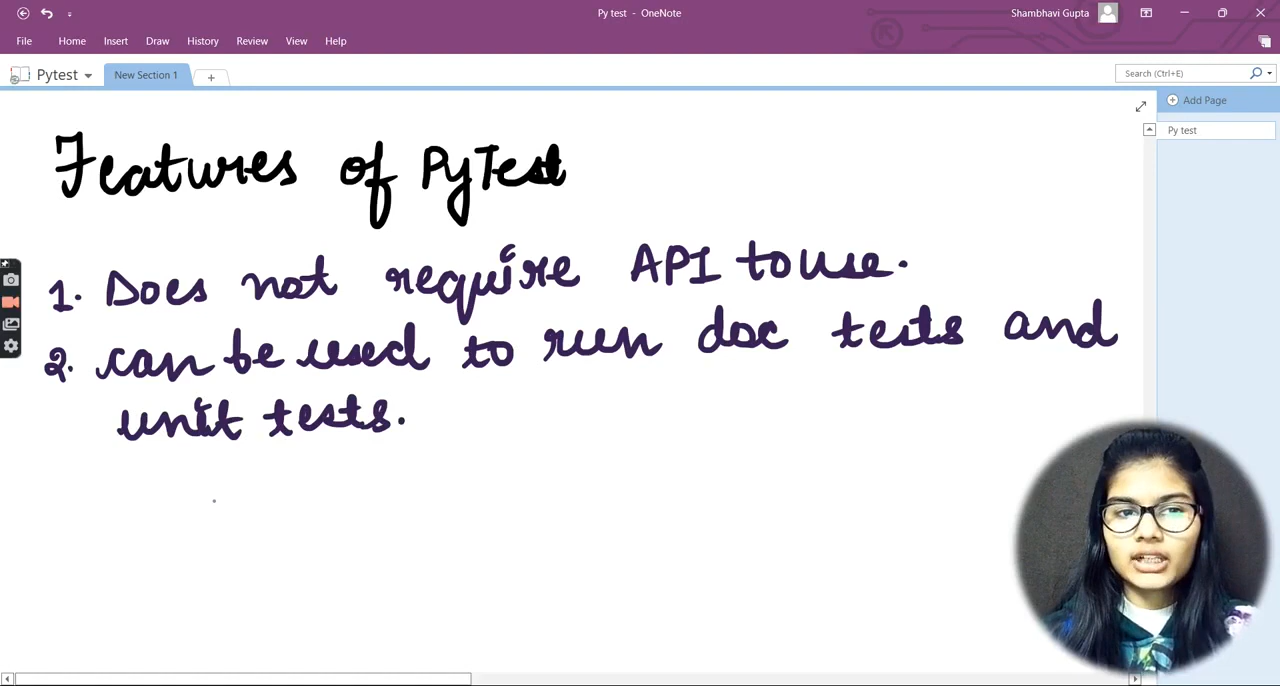 Py test - OneNote
Shambhavi Gupta
File Home Insert Draw History Review View Help
Pytest
New Section 1
Search (Ctrl+E)
Add Page
Py test
Features of PyTest
1. Does not require API to use.
2. can be used to run doc tests and
unit tests.